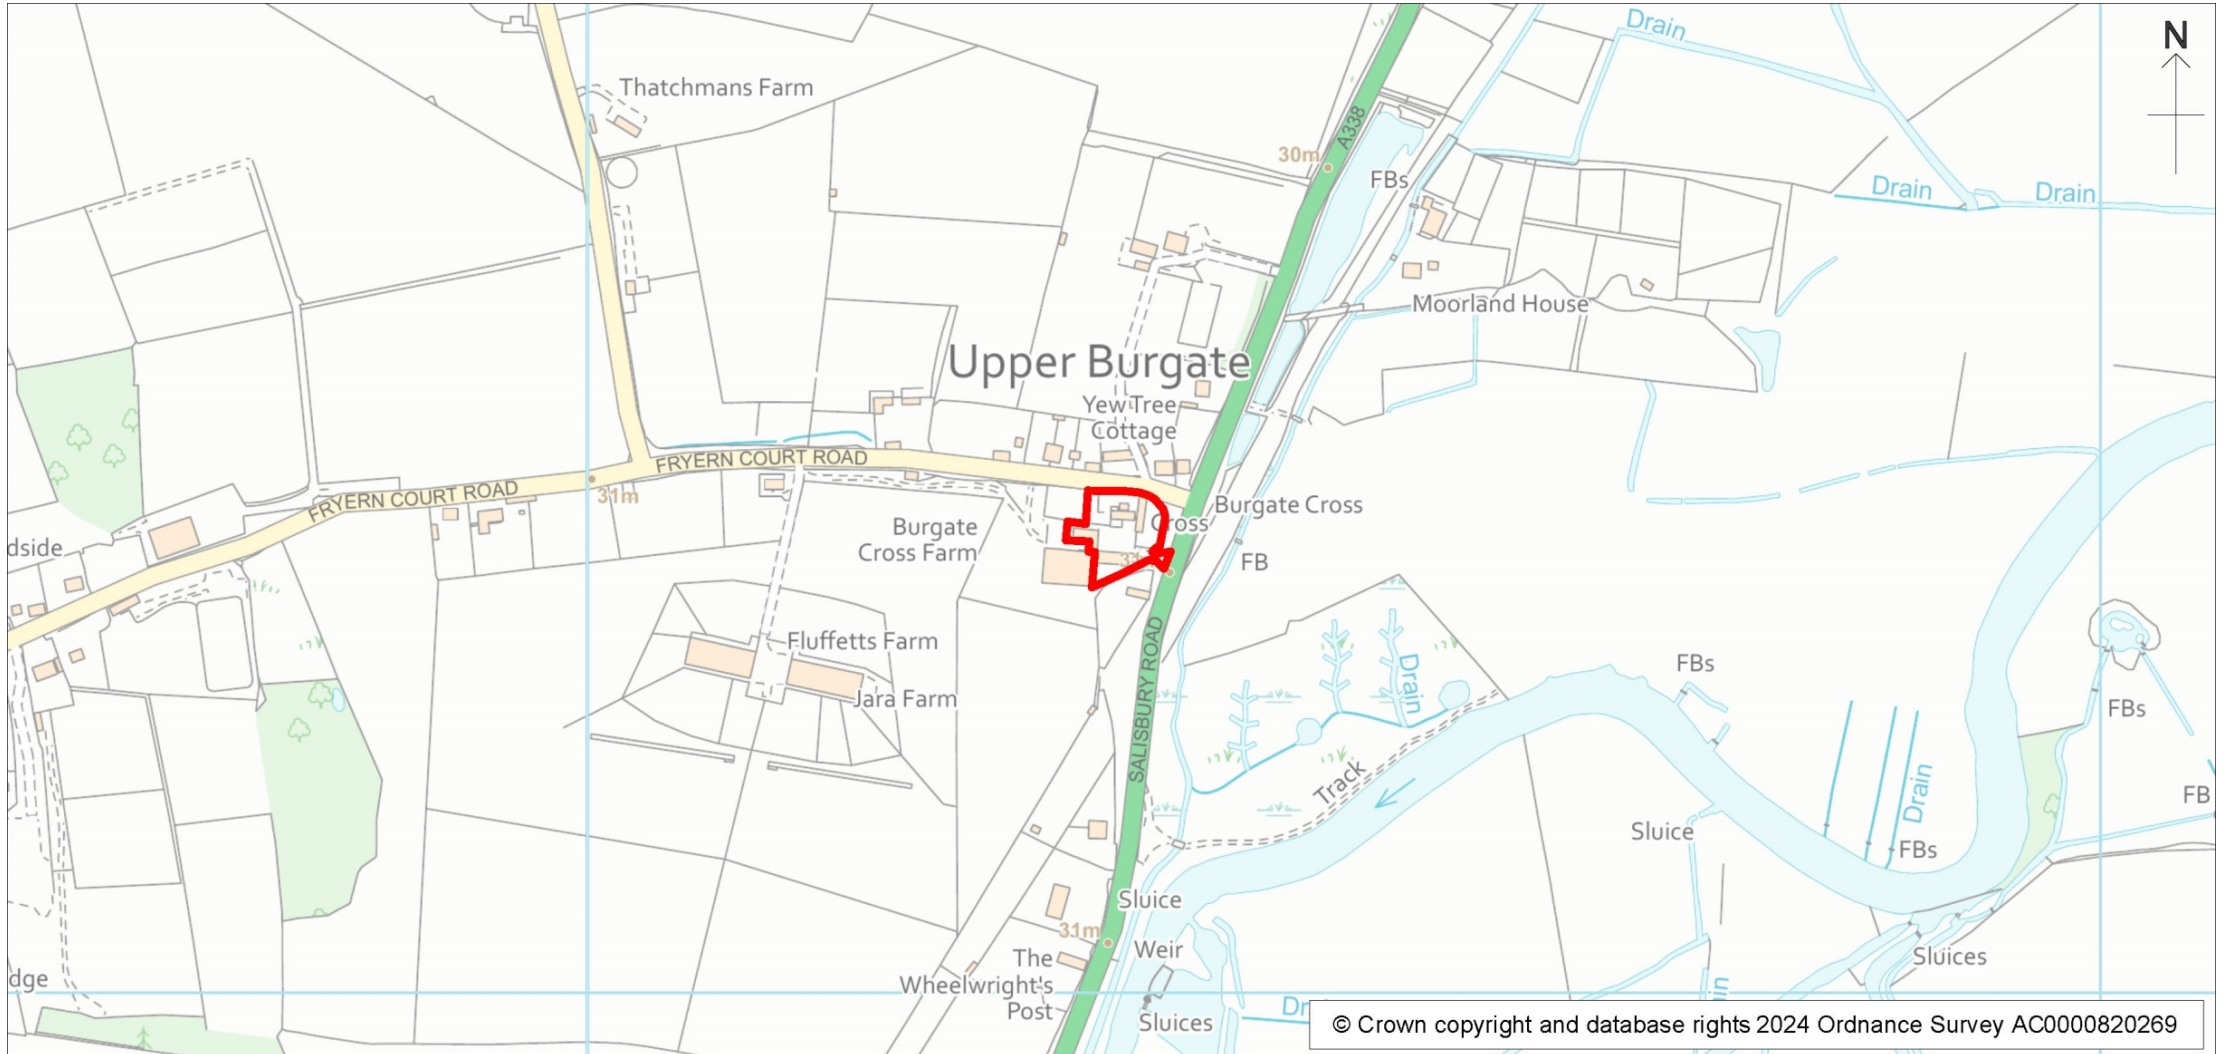 Drain
N
Thatchmans Farm
A338
30m
FBs
Drain
Drain
Moorland House
Upper Burgate
Yew Tree
Cottage
FRYERN COURT ROAD
FRYERN COURT ROAD
31m
Burgate Cross
Cross
Burgate
Cross Farm
dside
FB
31
Fluffetts Farm
Jara Farm
SALISBURY ROAD
Drain
FBs
FBs
Track
Drain
FB
Sluice
FBs
Sluice
31m
Weir
The
Wheelwright's
Post
Sluices
dge
Sluices
Dr
in
© Crown copyright and database rights 2024 Ordnance Survey AC0000820269